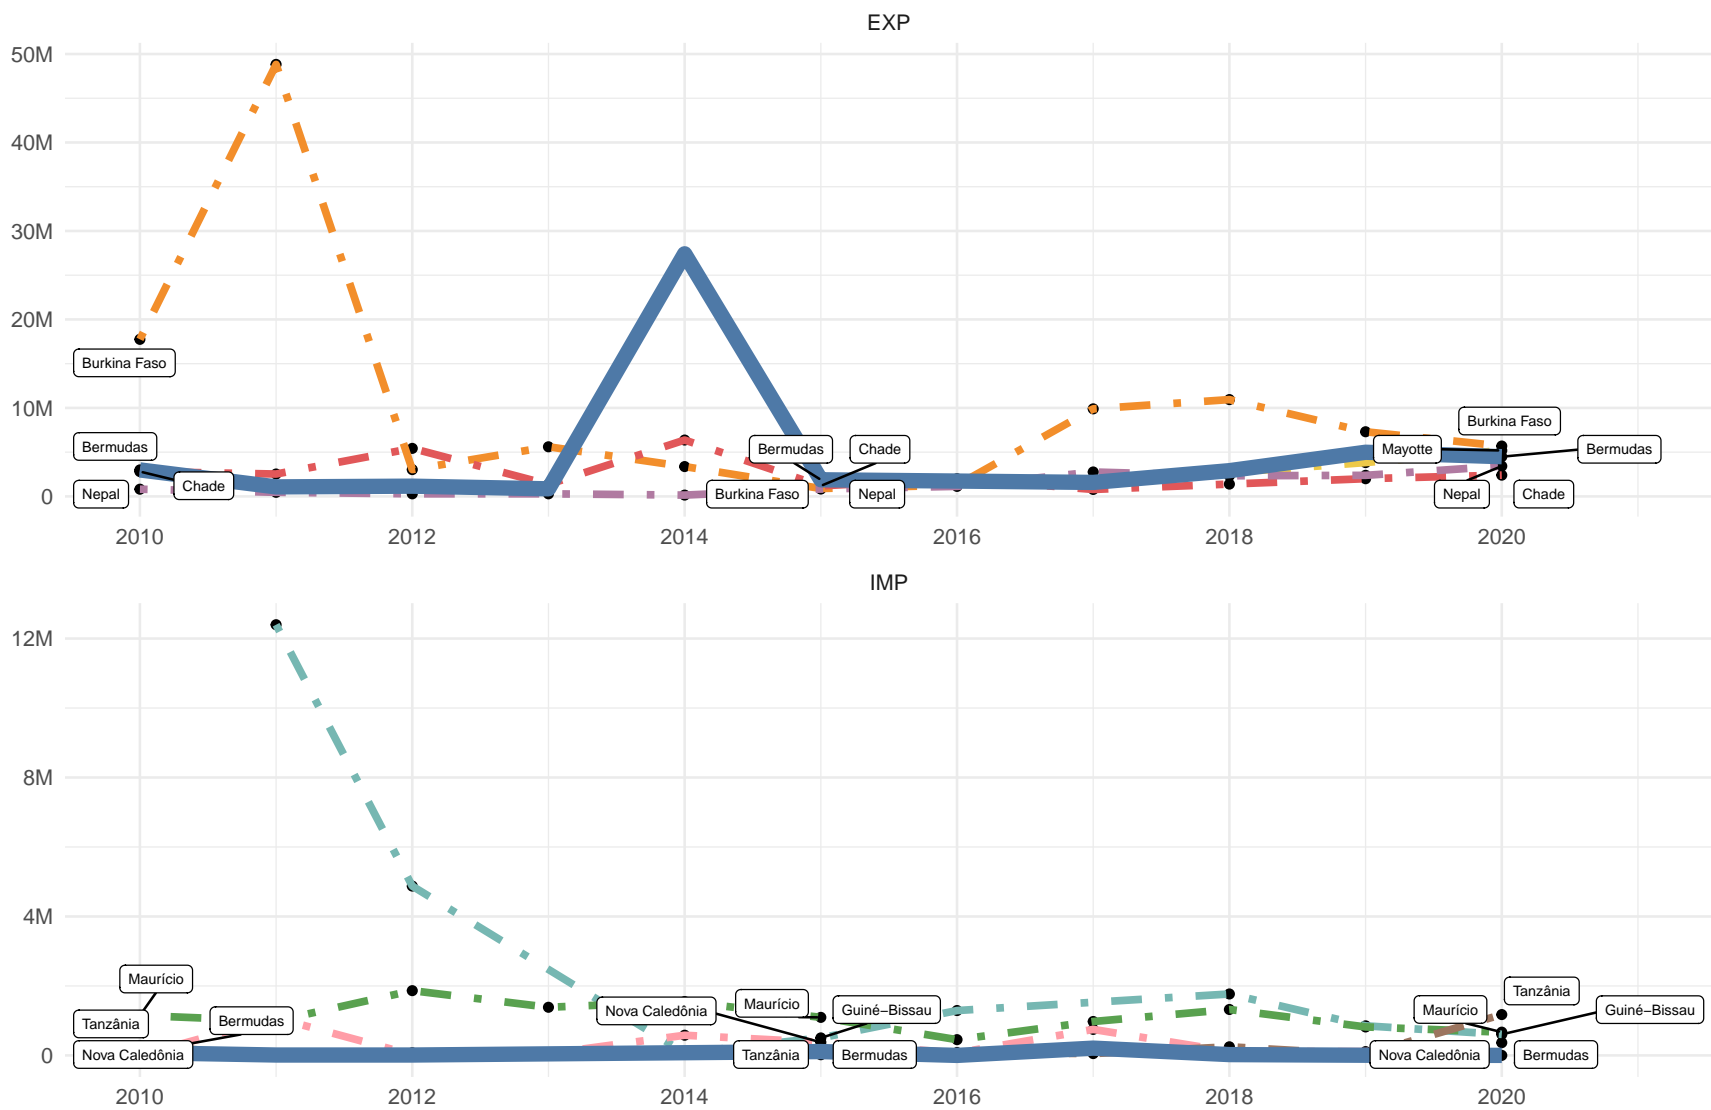 EXP
50M
40M
30M
20M
10M
0
Burkina Faso
Bermudas
Nepal
Chade
Bermudas
Chade
Burkina Faso
Nepal
Burkina Faso
Mayotte
Bermudas
Nepal
Chade
2010 2012 2014 2016 2018 2020
IMP
12M
8M
4M
0
Maurício
Tanzânia
Bermudas
Nova Caledônia
Nova Caledônia
Maurício
Guiné−Bissau
Tanzânia
Bermudas
Tanzânia
Maurício
Guiné−Bissau
Nova Caledônia
Bermudas
2010 2012 2014 2016 2018 2020